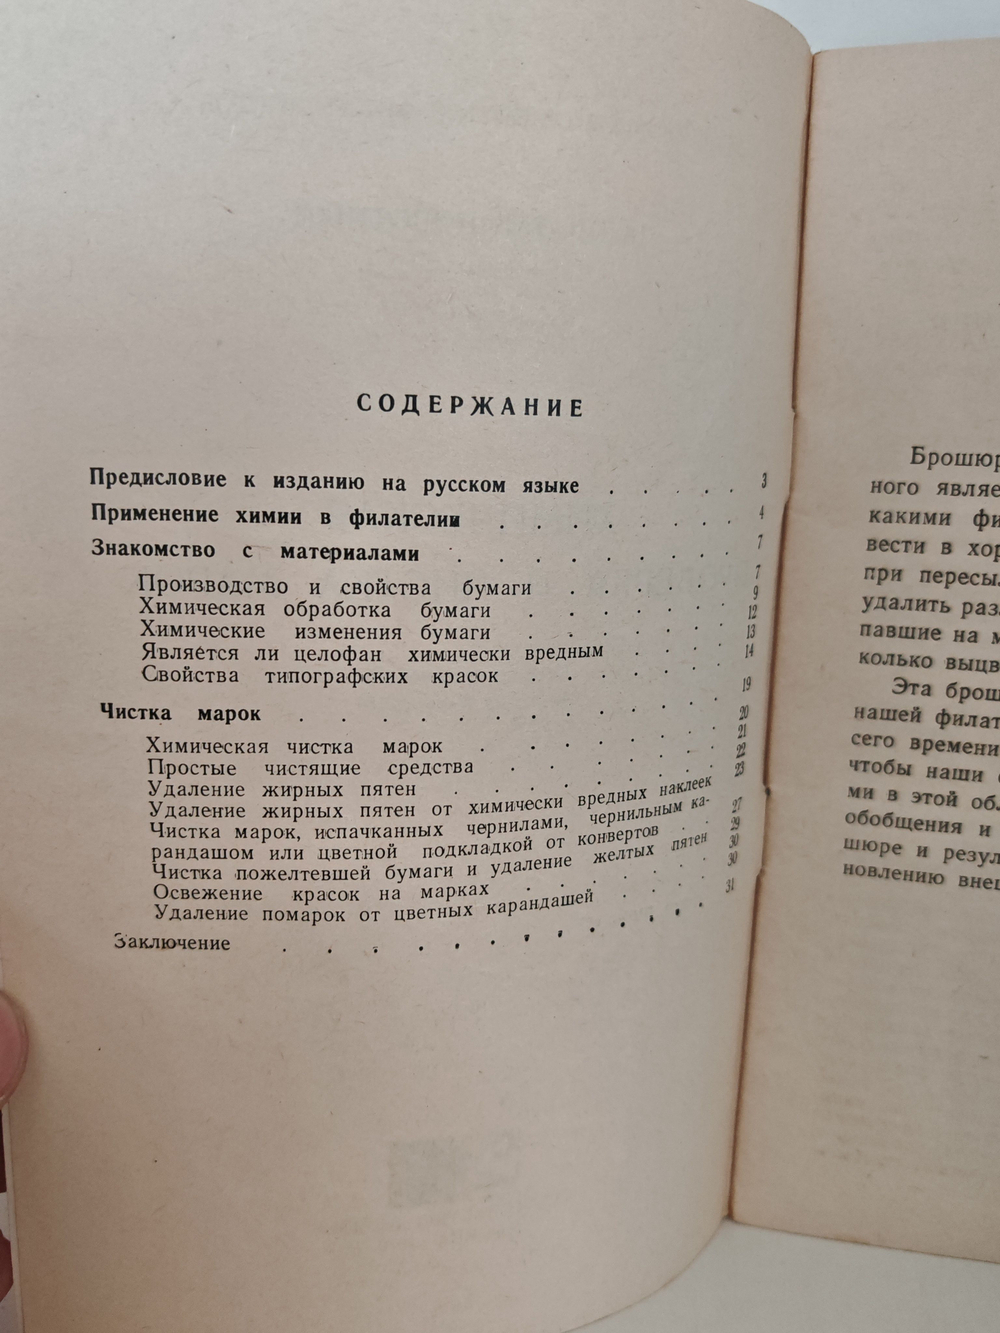 СОДЕРЖАНИЕ
Предисловие к изданию на русском языке . . . . . 3
Применение химии в филателии . . . . . . . . 4
Знакомство с материалами . . . . . . . . 7
Производство и свойства бумаги . . . . . . 7
Химическая обработка бумаги . . . . . . . 9
Химические изменения бумаги . . . . . . . 12
Является ли целофан химически вредным . . . . 13
Свойства типографских красок . . . . . . 14
Чистка марок . . . . . . . . . . . 19
Химическая чистка марок . . . . . . . 20
Простые чистящие средства . . . . . . 21
Удаление жирных пятен . . . . . . . 22
Удаление жирных пятен от химически вредных наклеек 23
Чистка марок, испачканных чернилами, чернильным ка-
рандашом или цветной подкладкой от конвертов . . 27
Чистка пожелтевшей бумаги и удаление желтых пятен 29
Освежение красок на марках . . . . . . 30
Удаление помарок от цветных карандашей . . . 30
Заключение . . . . . . . . . . . 31
Брошюр
ного являе
какими фи
вести в хор
при пересы
удалить раз
павшие на м
колько выцв
Эта брош
нашей филат
сего времени
чтобы наши
ми в этой обл
обобщения и
шюре и резул
новлению внеш